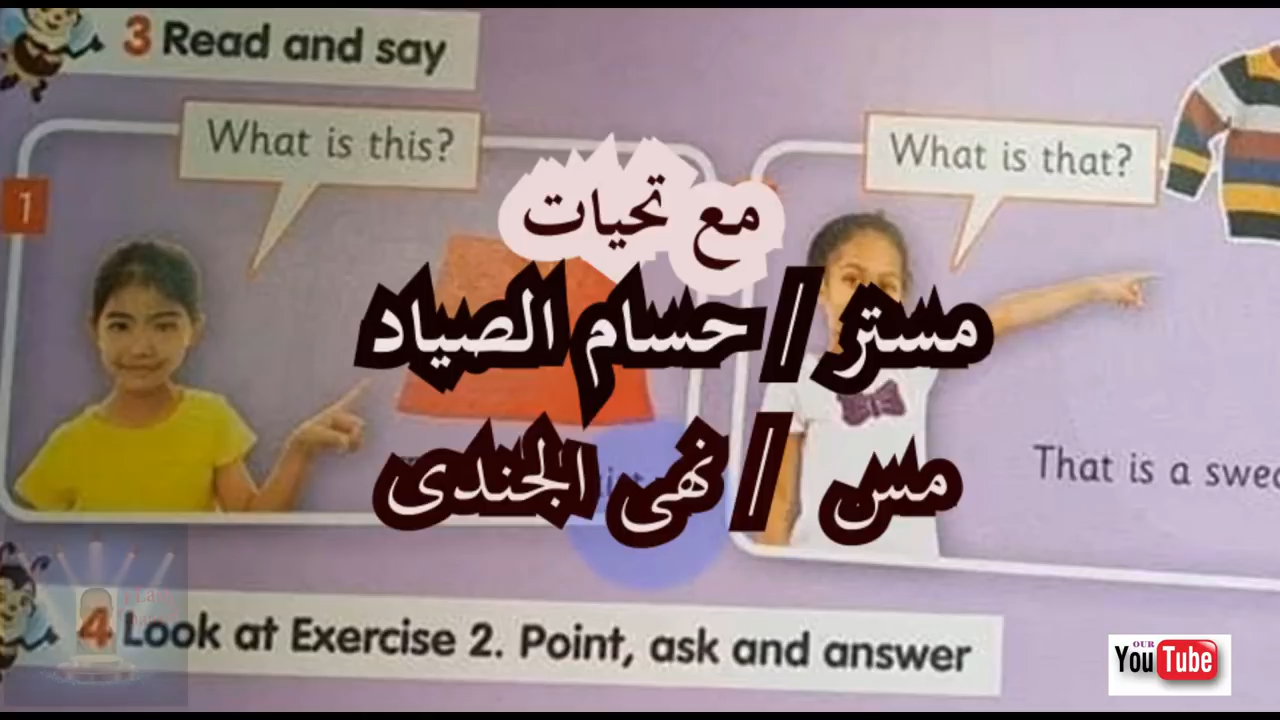 3 Read and say
1
What is this?
What is that?
مع تحيات
مستر / حسام الصياد
مس / نهى الجندى
That is a
4 Look at Exercise 2. Point, ask and answer
OUR
YouTube